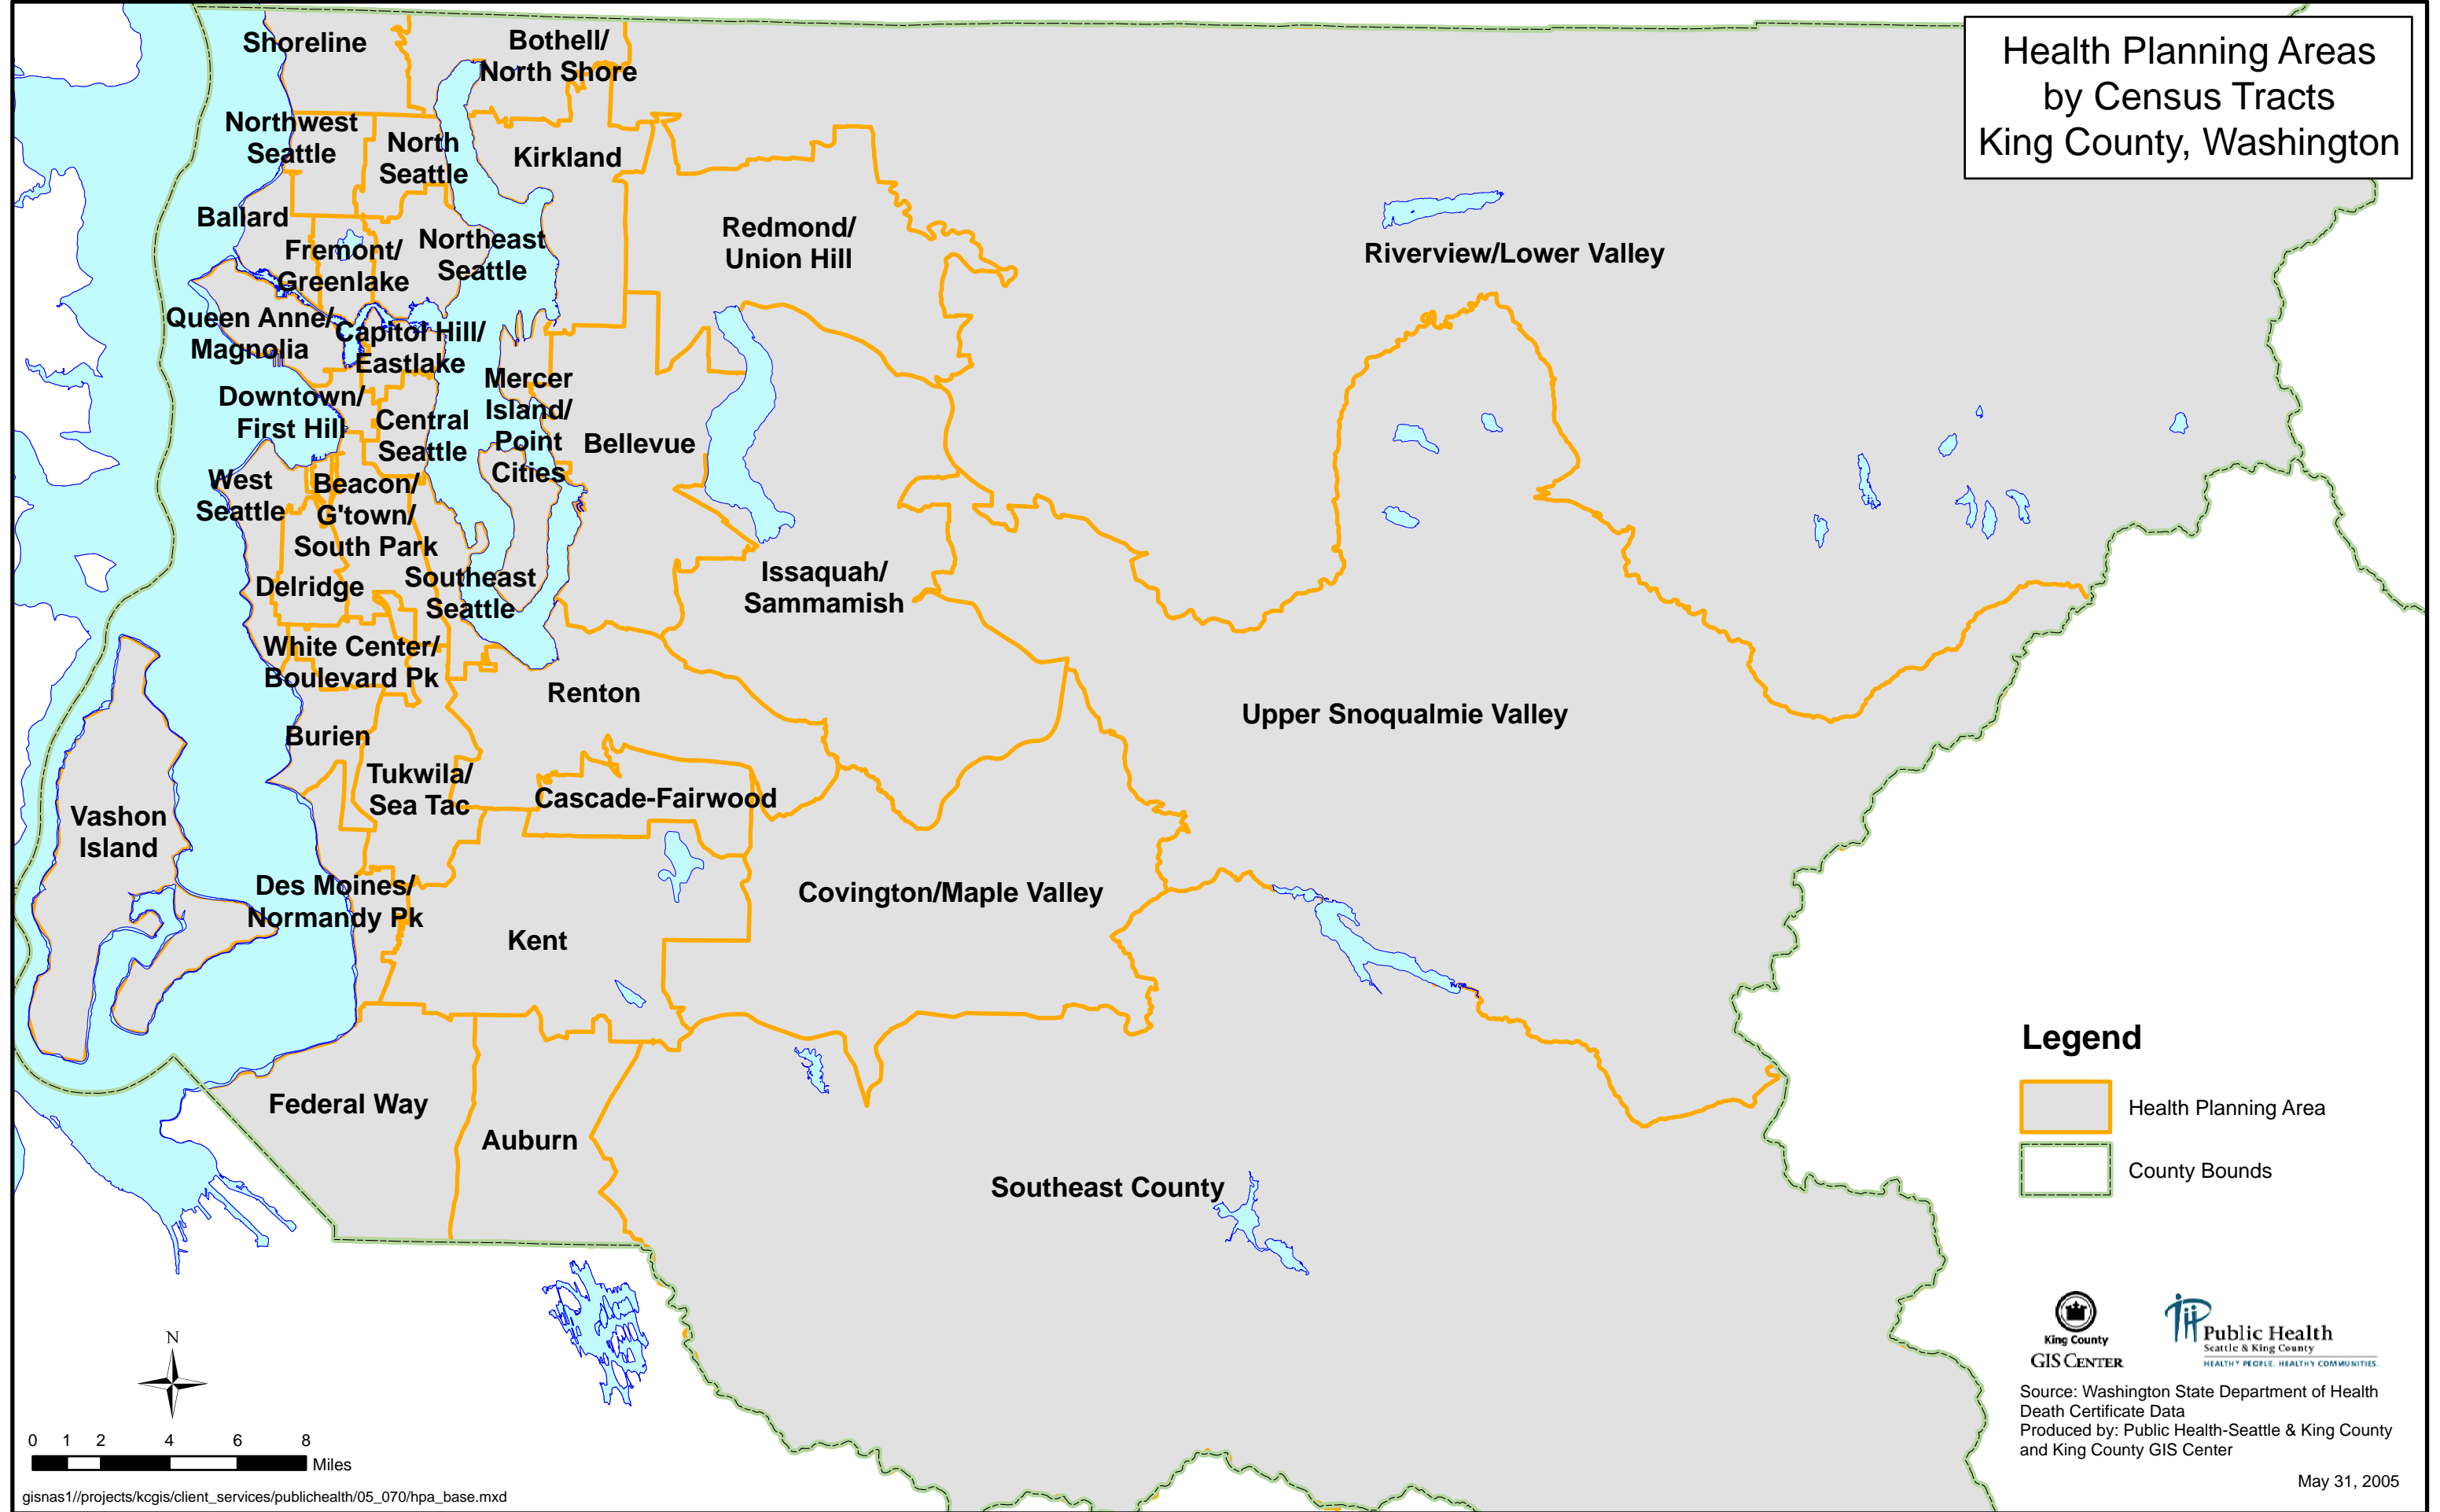 Health Planning Areas
by Census Tracts
King County, Washington
Shoreline
Bothell/
North Shore
Northwest
Seattle
North
Seattle
Kirkland
Ballard
Fremont/
Greenlake
Northeast
Seattle
Redmond/
Union Hill
Riverview/Lower Valley
Queen Anne/
Magnolia
Capitol Hill/
Eastlake
Mercer
Island/
Point
Cities
Downtown/
First Hill
Central
Seattle
Bellevue
West
Seattle
Beacon/
G'town/
South Park
Delridge
Southeast
Seattle
Issaquah/
Sammamish
White Center/
Boulevard Pk
Renton
Upper Snoqualmie Valley
Burien
Tukwila/
Sea Tac
Cascade-Fairwood
Vashon
Island
Des Moines/
Normandy Pk
Covington/Maple Valley
Kent
Federal Way
Auburn
Southeast County
Legend
Health Planning Area
County Bounds
King County
GIS CENTER
Public Health
Seattle & King County
HEALTHY PEOPLE. HEALTHY COMMUNITIES.
Source: Washington State Department of Health
Death Certificate Data
Produced by: Public Health-Seattle & King County
and King County GIS Center
May 31, 2005
N
0 1 2 4 6 8
Miles
gisnas1//projects/kcgis/client_services/publichealth/05_070/hpa_base.mxd